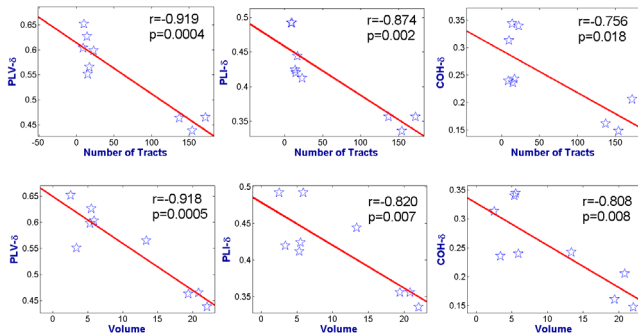 r=-0.919
p=0.0004
PLV-δ
0.65
0.6
0.55
0.5
0.45
-50 0 50 100 150
Number of Tracts
r=-0.874
p=0.002
PLI-δ
0.5
0.45
0.4
0.35
0 50 100 150
Number of Tracts
r=-0.756
p=0.018
COH-δ
0.35
0.3
0.25
0.2
0.15
0 50 100 150
Number of Tracts
r=-0.918
p=0.0005
PLV-δ
0.7
0.6
0.5
0 5 10 15 20
Volume
r=-0.820
p=0.007
PLI-δ
0.5
0.45
0.4
0.35
0 5 10 15 20
Volume
r=-0.808
p=0.008
COH-δ
0.35
0.3
0.25
0.2
0.15
0 5 10 15 20
Volume